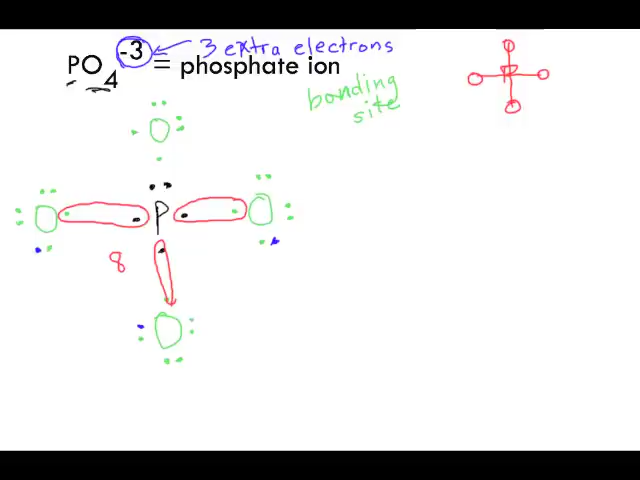 -3 3 extra electrons
PO4 = phosphate ion
bonding
site
P
O
P
O O
8
O